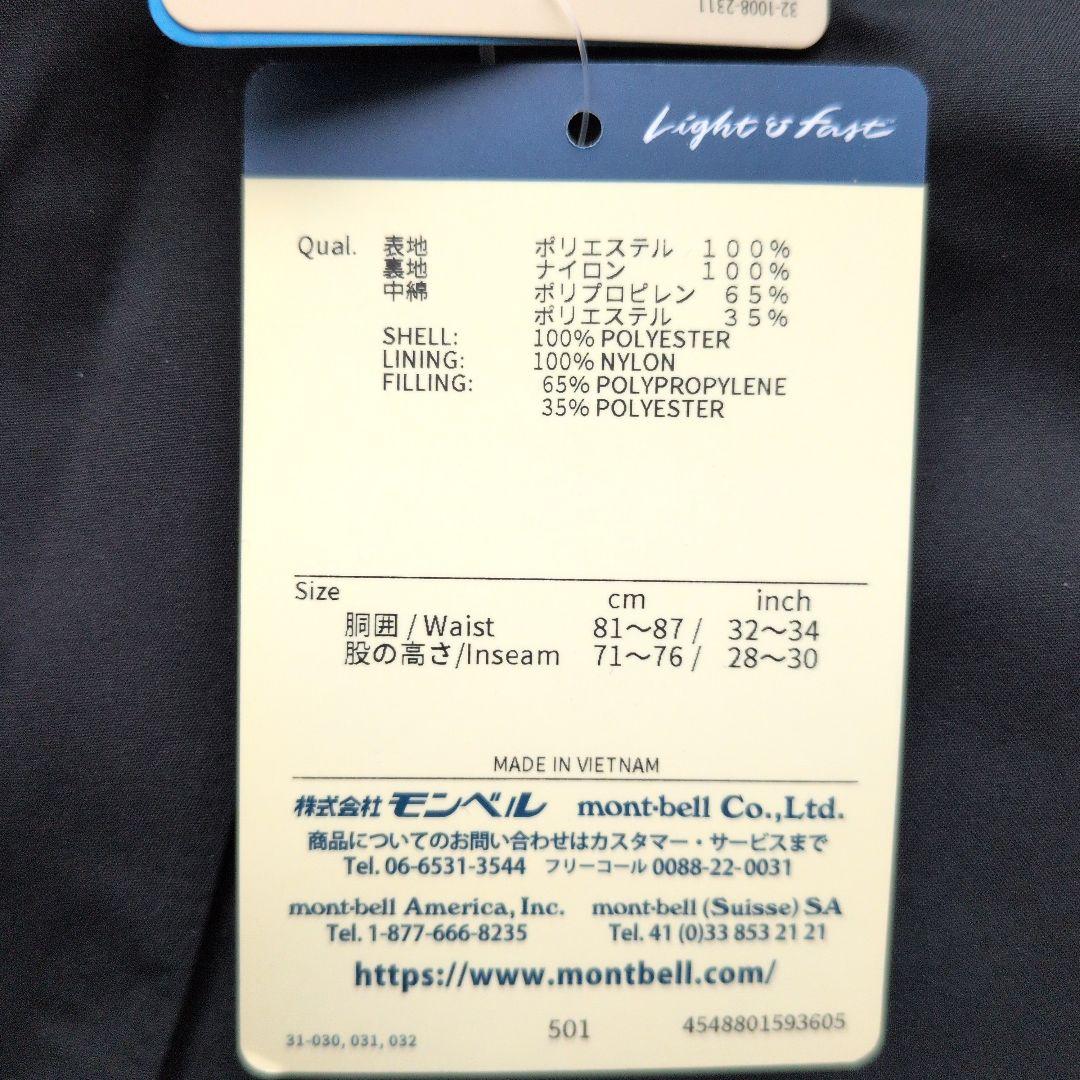 32-1008-2311
Light & Fast
Qual. 表地 ポリエステル 100%
裏地 ナイロン 100%
中綿 ポリプロピレン 65%
ポリエステル 35%
SHELL: 100% POLYESTER
LINING: 100% NYLON
FILLING: 65% POLYPROPYLENE
35% POLYESTER
Size cm inch
胴囲 / Waist 81〜87 / 32〜34
股の高さ/Inseam 71〜76 / 28〜30
MADE IN VIETNAM
株式会社 モンベル mont-bell Co.,Ltd.
商品についてのお問い合わせはカスタマー・サービスまで
Tel. 06-6531-3544 フリーコール 0088-22-0031
mont-bell America, Inc. mont-bell (Suisse) SA
Tel. 1-877-666-8235 Tel. 41 (0)33 853 21 21
https://www.montbell.com/
31-030, 031, 032 501 4548801593605